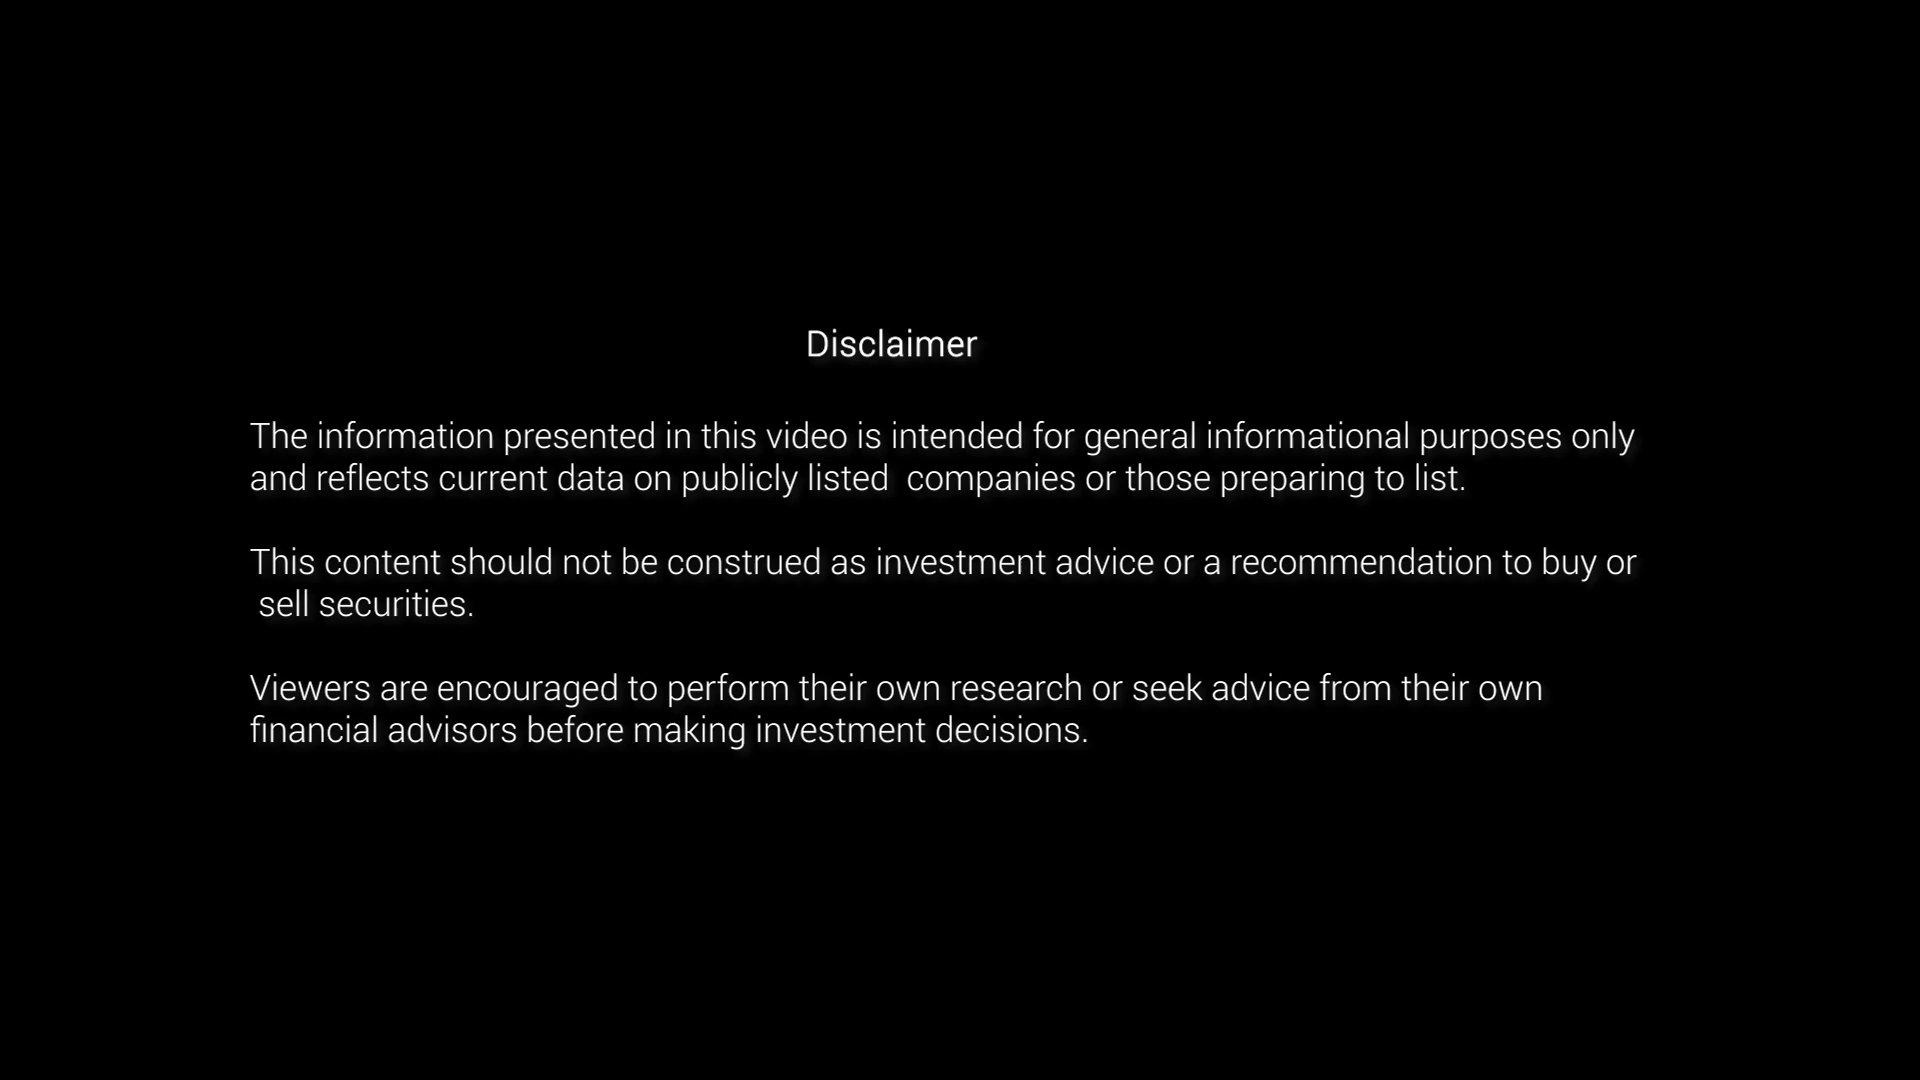 Disclaimer
The information presented in this video is intended for general informational purposes only
and reflects current data on publicly listed  companies or those preparing to list.
This content should not be construed as investment advice or a recommendation to buy or
sell securities.
Viewers are encouraged to perform their own research or seek advice from their own
financial advisors before making investment decisions.